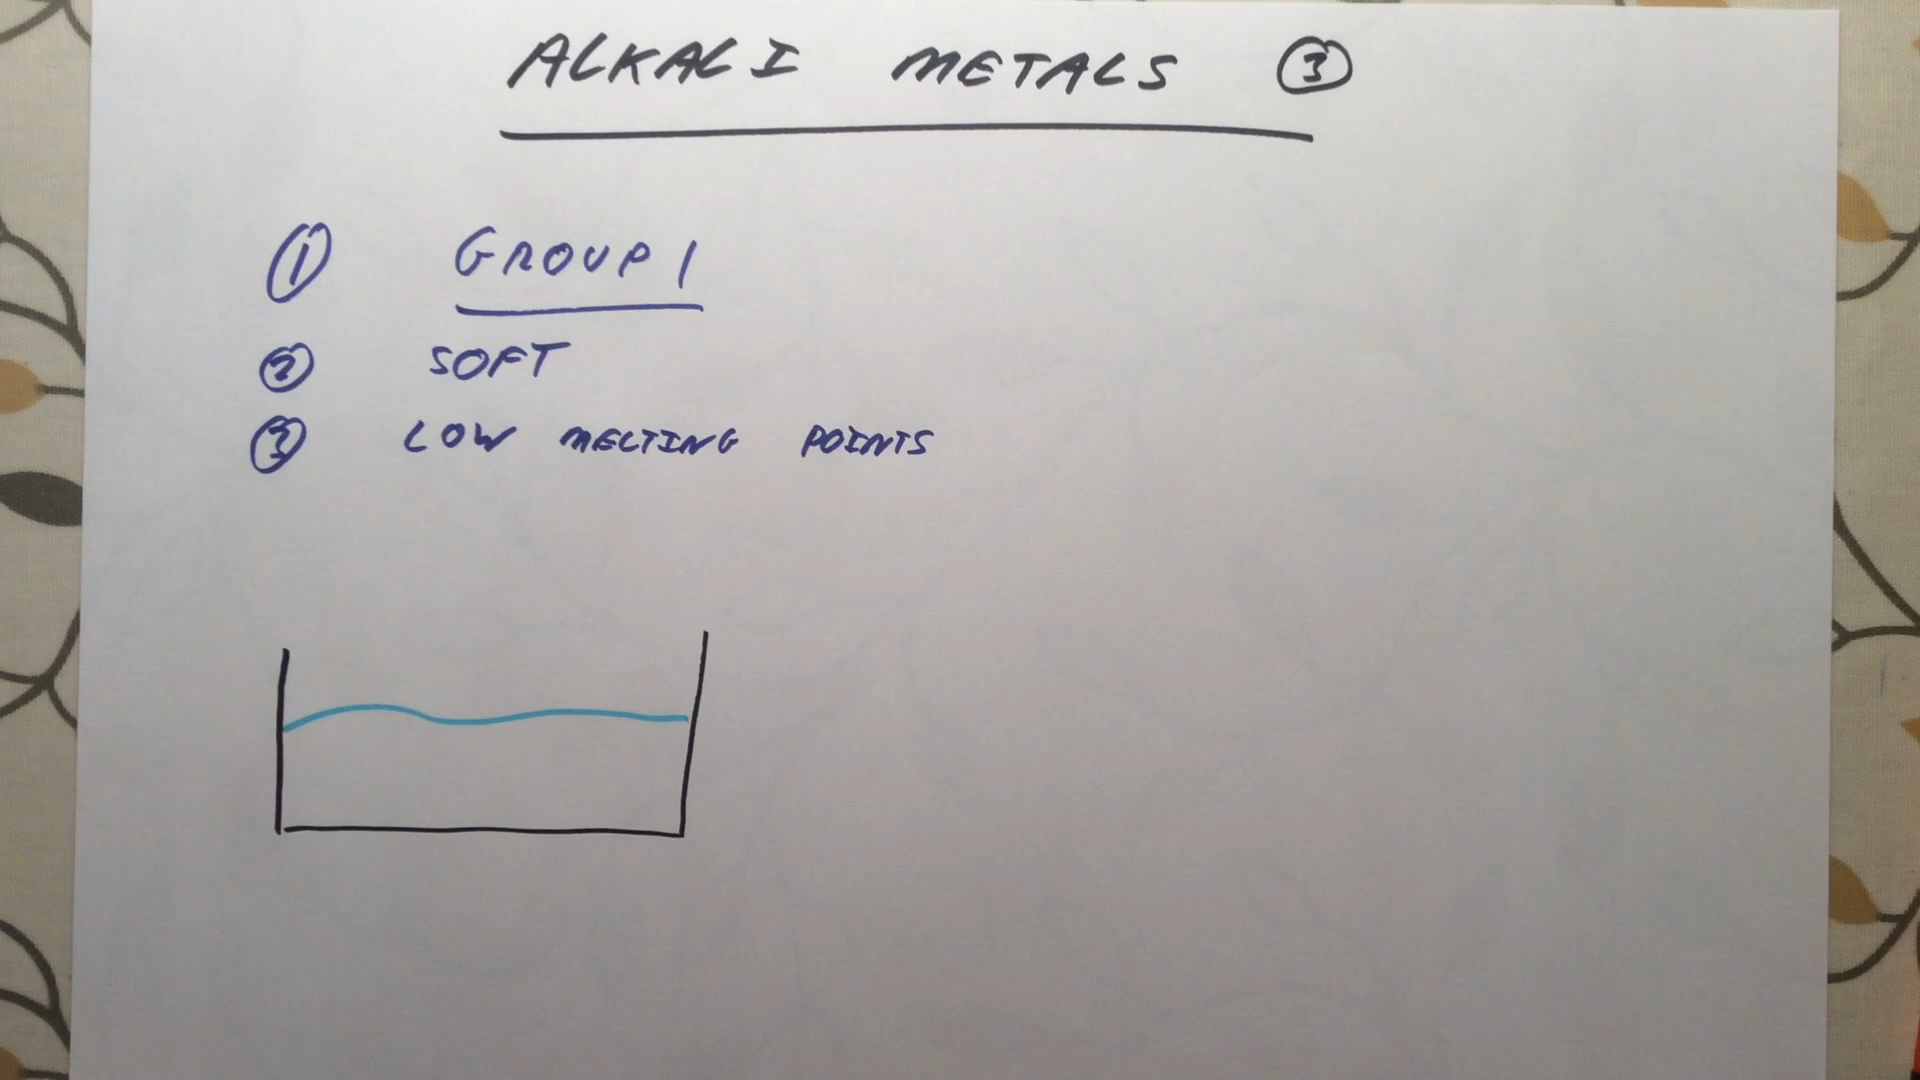 ALKALI METALS ③
① GROUP 1
② SOFT
③ LOW MELTING POINTS